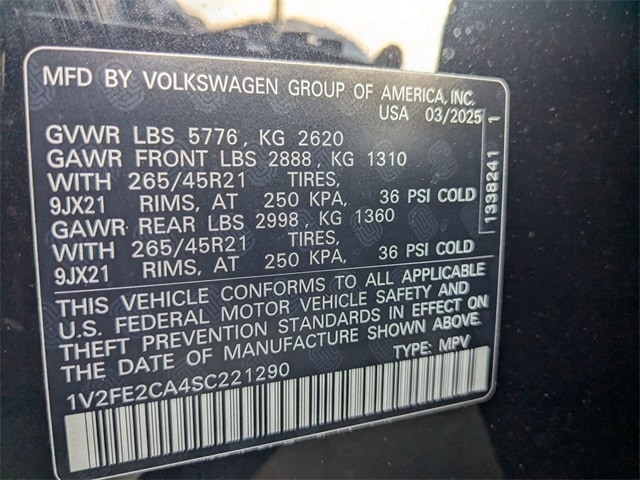 MFD BY VOLKSWAGEN GROUP OF AMERICA, INC.
USA 03/2025
GVWR LBS 5776, KG 2620
GAWR FRONT LBS 2888, KG 1310
WITH 265/45R21 TIRES,
9JX21 RIMS, AT 250 KPA, 36 PSI COLD
GAWR REAR LBS 2998, KG 1360
WITH 265/45R21 TIRES,
9JX21 RIMS, AT 250 KPA, 36 PSI COLD
THIS VEHICLE CONFORMS TO ALL APPLICABLE
U.S. FEDERAL MOTOR VEHICLE SAFETY AND
THEFT PREVENTION STANDARDS IN EFFECT ON
THE DATE OF MANUFACTURE SHOWN ABOVE.
TYPE: MPV
1V2FE2CA4SC221290
1338241 1